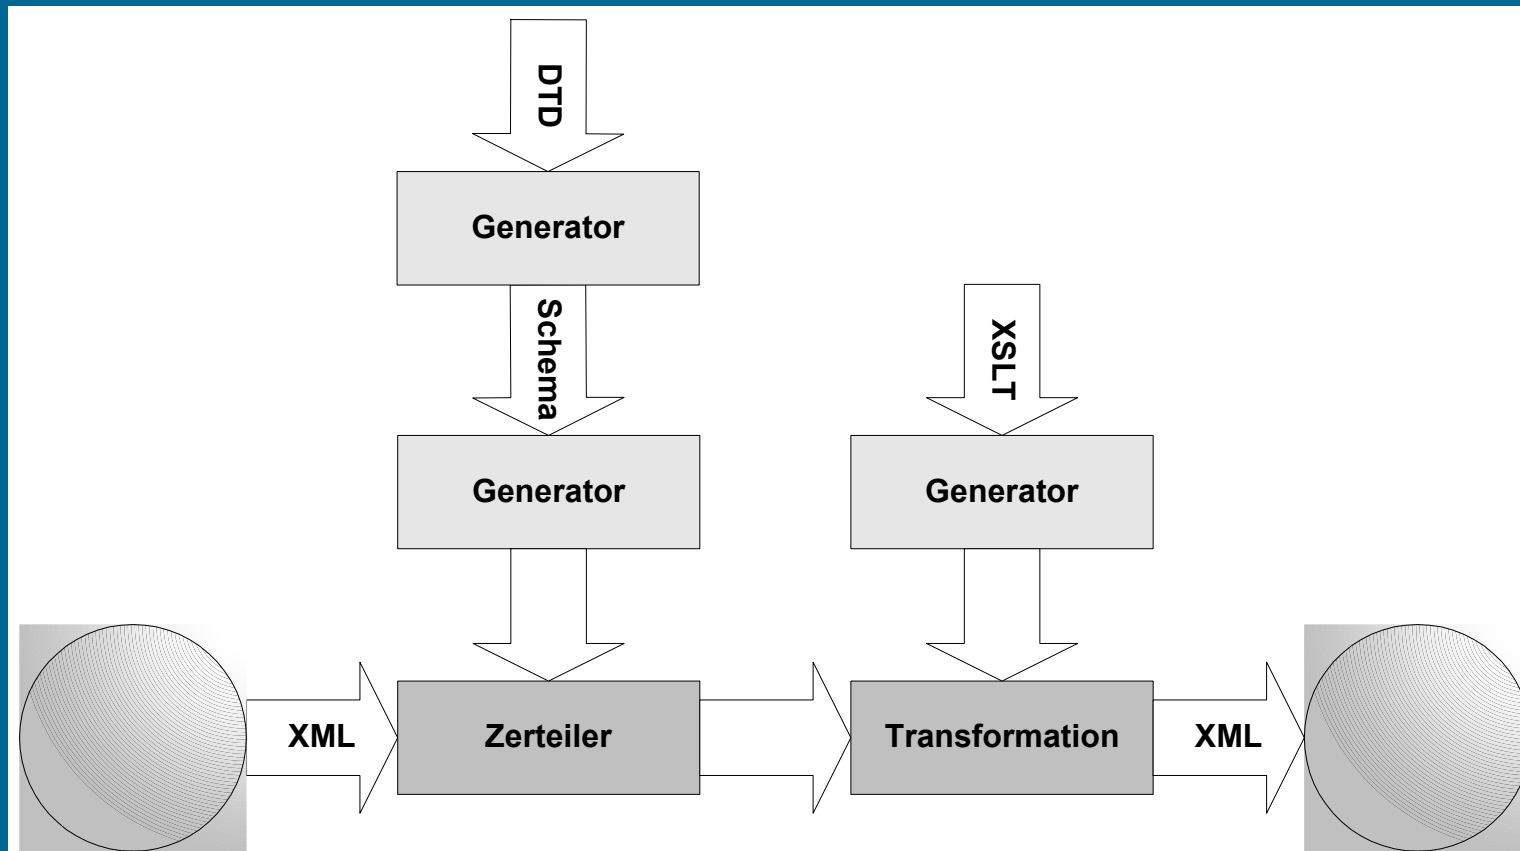 DTD
Generator
Schema
XSLT
Generator
Generator
XML
Zerteiler
Transformation
XML